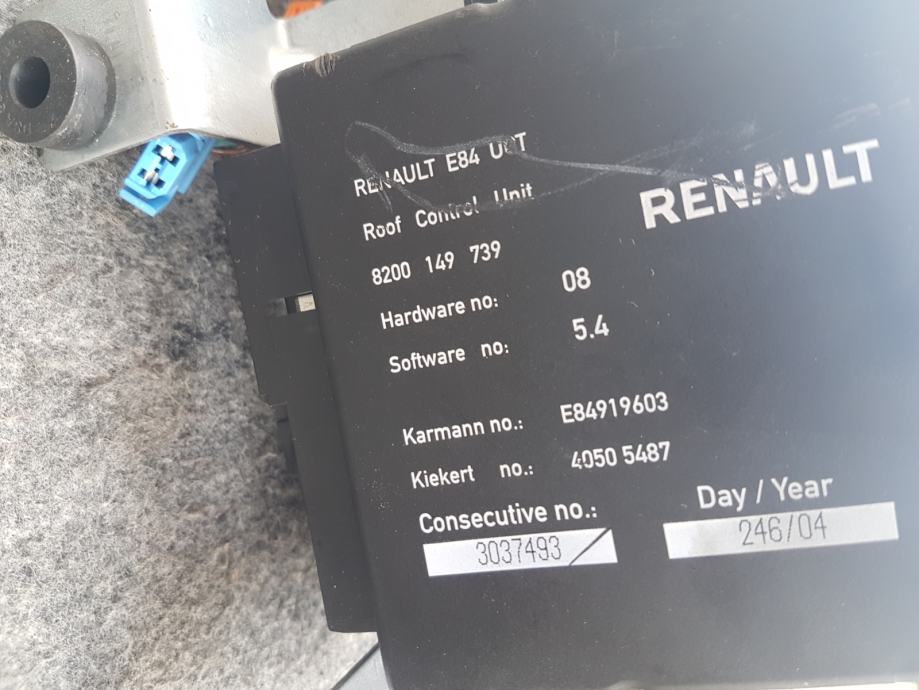 RENAULT E84 UCT
RENAULT
Roof Control Unit
8200 149 739
Hardware no: 08
Software no: 5.4
Karmann no.: E84919603
Kiekert no.: 4050 5487
Consecutive no.: Day / Year
3037493 246/04